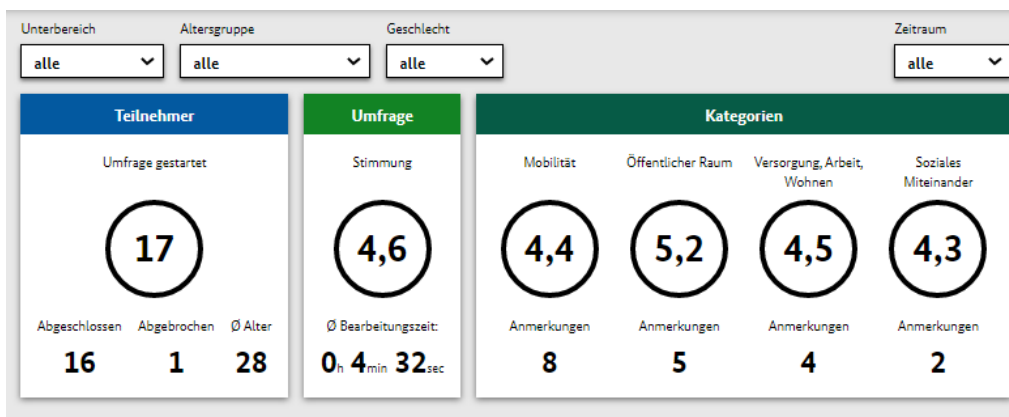 Unterbereich Altersgruppe Geschlecht Zeitraum
alle alle alle alle
Teilnehmer Umfrage Kategorien
Umfrage gestartet Stimmung Mobilität Öffentlicher Raum Versorgung, Arbeit, Soziales
Wohnen Miteinander
17 4,6 4,4 5,2 4,5 4,3
Abgeschlossen Abgebrochen Ø Alter Ø Bearbeitungszeit: Anmerkungen Anmerkungen Anmerkungen Anmerkungen
16 1 28 0h 4min 32sec 8 5 4 2